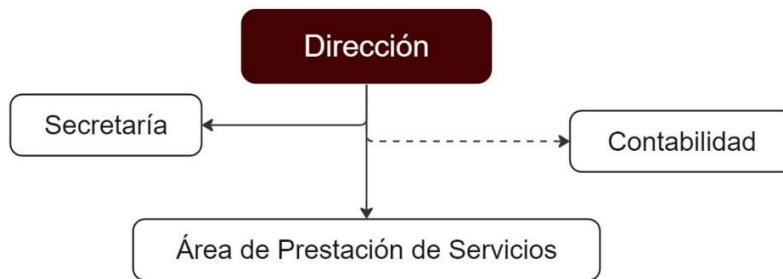 Dirección
Secretaría
Contabilidad
Área de Prestación de Servicios